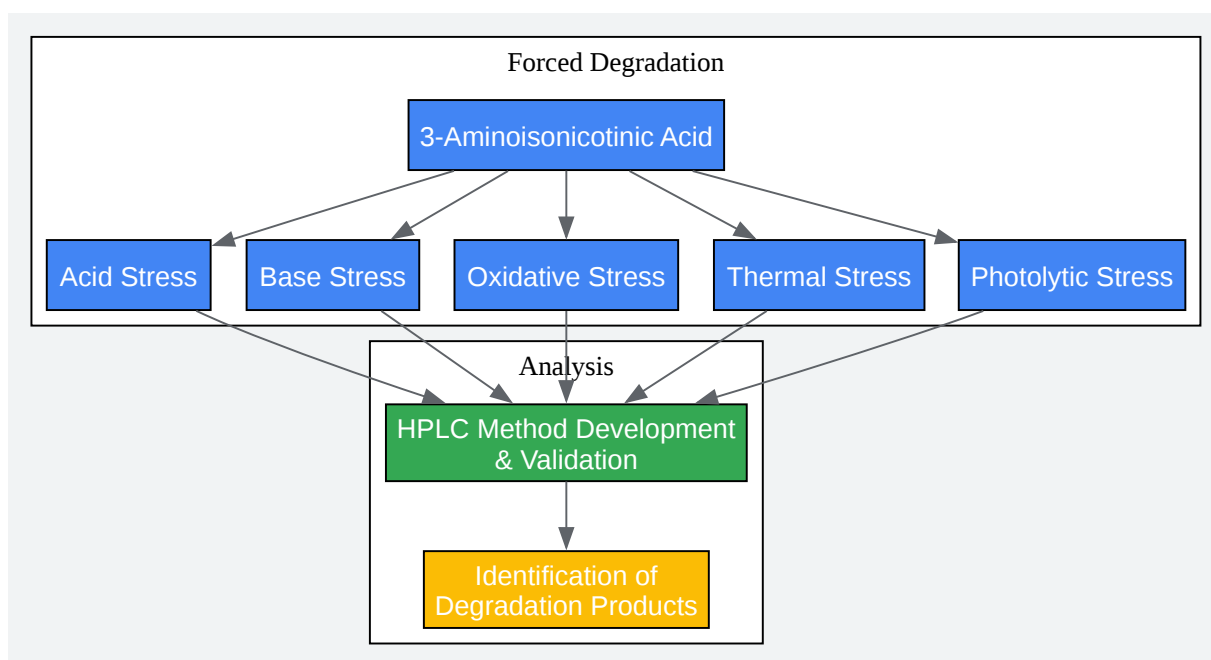 Forced Degradation
3-Aminoisonicotinic Acid
Acid Stress
Base Stress
Oxidative Stress
Thermal Stress
Photolytic Stress
Analysis
HPLC Method Development
& Validation
Identification of
Degradation Products